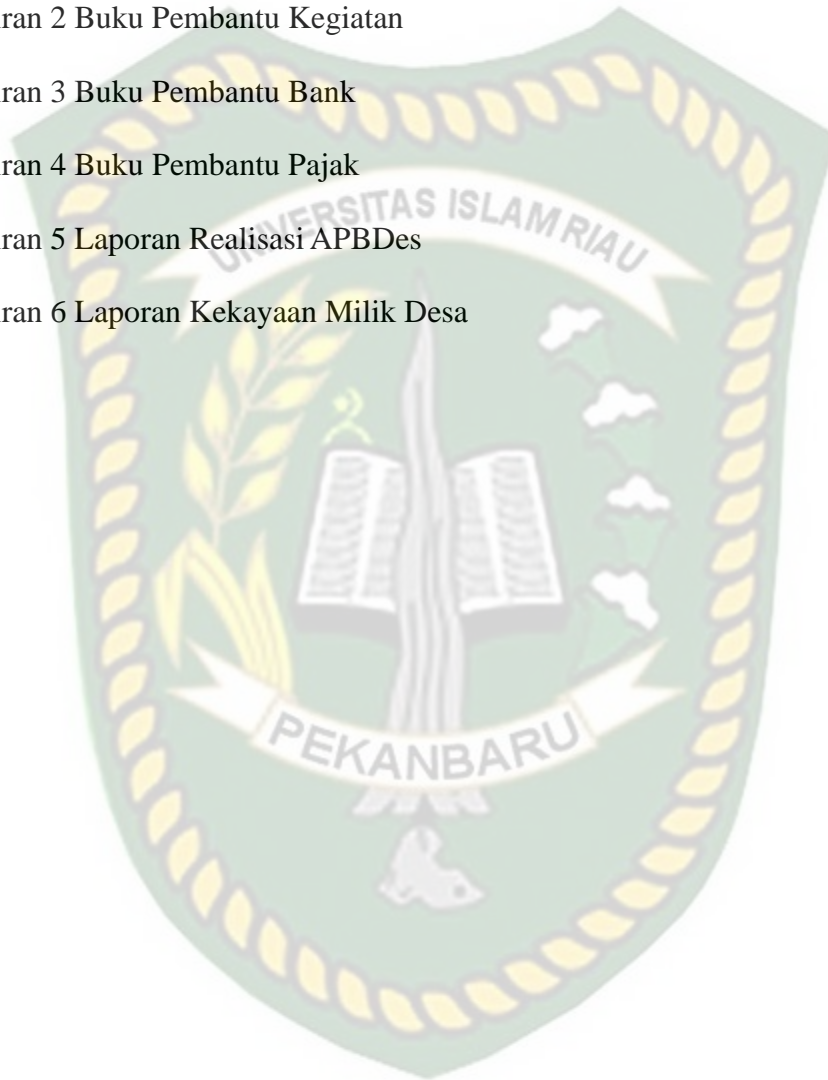 ran 2 Buku Pembantu Kegiatan
ran 3 Buku Pembantu Bank
ran 4 Buku Pembantu Pajak
UNIVERSITAS ISLAM RIAU
ran 5 Laporan Realisasi APBDes
ran 6 Laporan Kekayaan Milik Desa
PEKANBARU